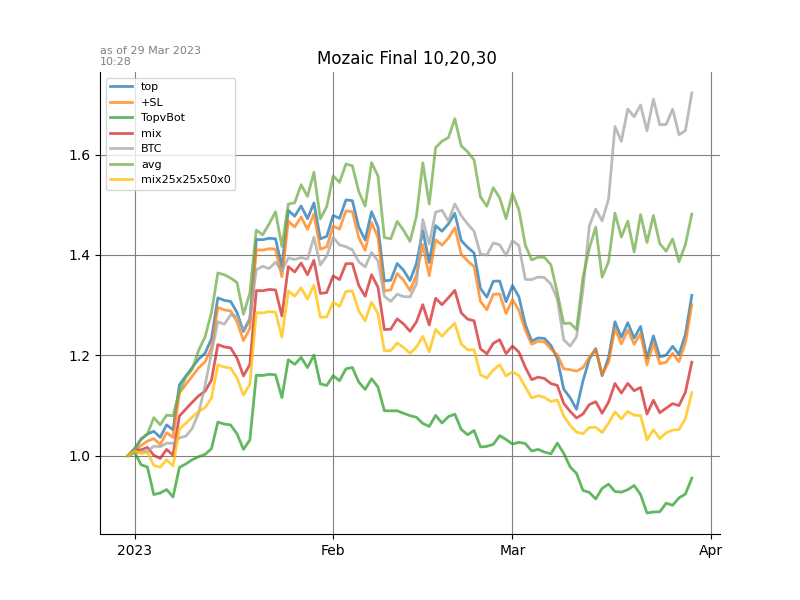 as of 29 Mar 2023
10:28
Mozaic Final 10,20,30
top
+SL
TopvBot
mix
BTC
avg
mix25x25x50x0
1.6
1.4
1.2
1.0
2023 Feb Mar Apr